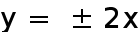 y = ± 2x